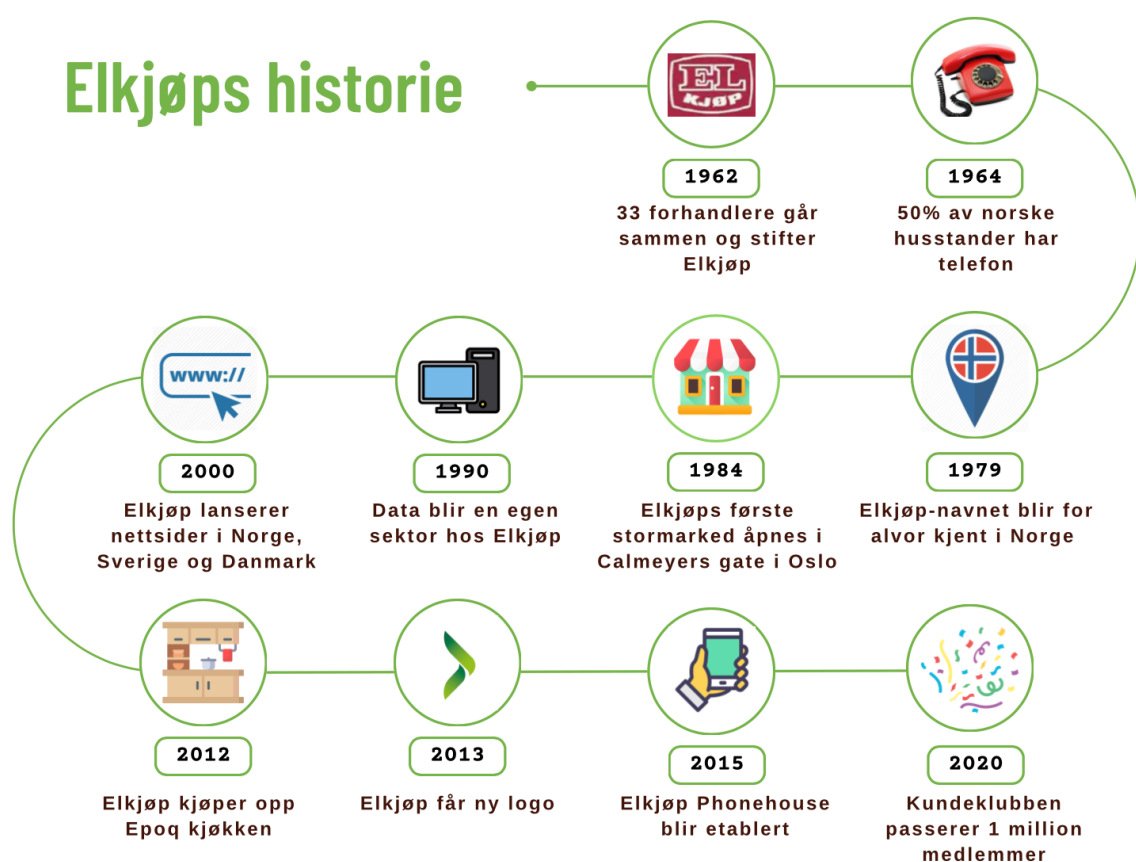 Elkjøps historie
EL
KJØP
1962
33 forhandlere går
sammen og stifter
Elkjøp
1964
50% av norske
husstander har
telefon
1979
Elkjøp-navnet blir for
alvor kjent i Norge
1984
Elkjøps første
stormarked åpnes i
Calmeyers gate i Oslo
1990
Data blir en egen
sektor hos Elkjøp
www://
2000
Elkjøp lanserer
nettsider i Norge,
Sverige og Danmark
2012
Elkjøp kjøper opp
Epoq kjøkken
2013
Elkjøp får ny logo
2015
Elkjøp Phonehouse
blir etablert
2020
Kundeklubben
passerer 1 million
medlemmer